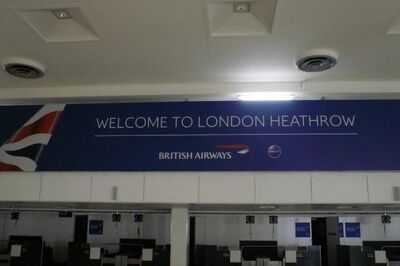 WELCOME TO LONDON HEATHROW
BRITISH AIRWAYS